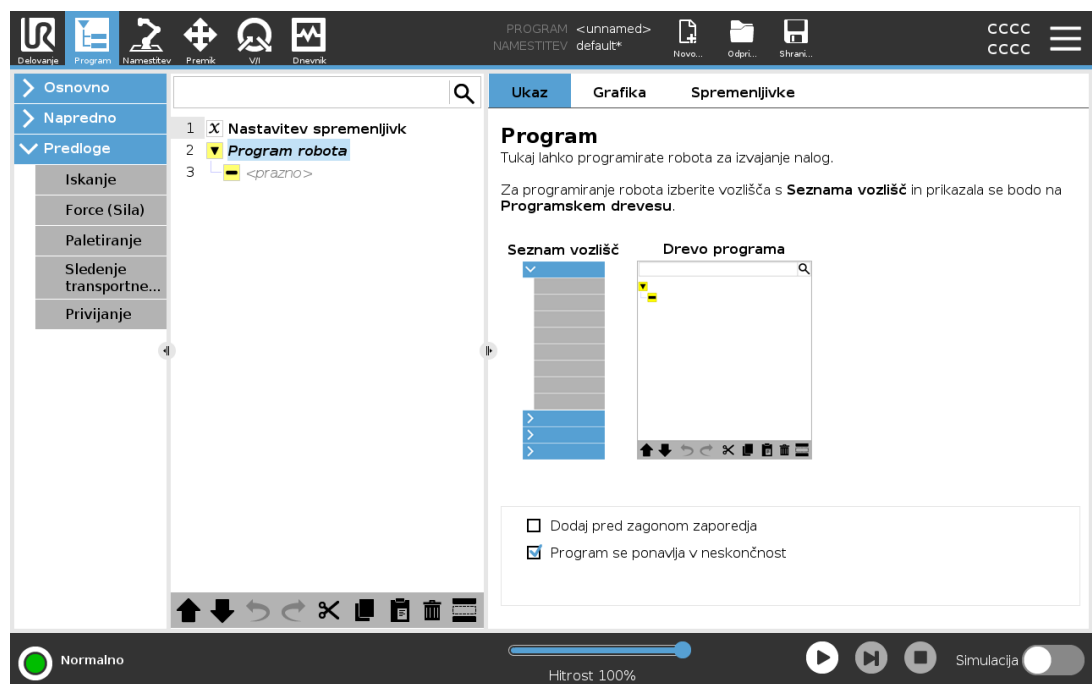 PROGRAM <unnamed>
NAMESTITEV default*
Delovanje
Program
Namestitev
Premik
V/I
Dnevnik
Novo...
Odpri...
Shrani...
cccc
cccc
Osnovno
Napredno
Predloge
Iskanje
Force (Sila)
Paletiranje
Sledenje
transportne...
Privijanje
1 x Nastavitev spremenljivk
2 Program robota
3 <prazno>
Ukaz
Grafika
Spremenljivke
Program
Tukaj lahko programirate robota za izvajanje nalog.
Za programiranje robota izberite vozlišča s Seznama vozlišč in prikazala se bodo na
Programskem drevesu.
Seznam vozlišč
Drevo programa
Dodaj pred zagonom zaporedja
Program se ponavlja v neskončnost
Normalno
Hitrost 100%
Simulacija